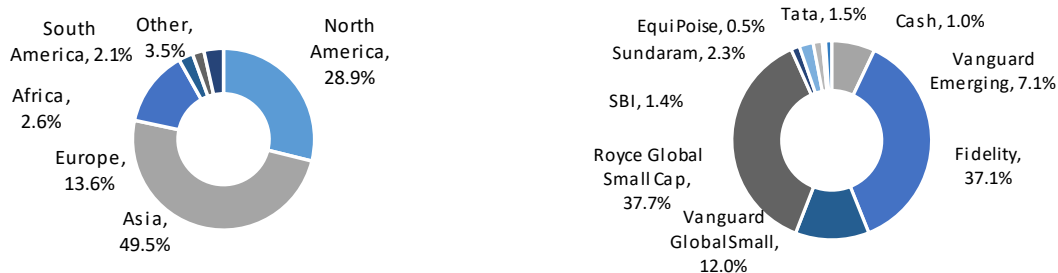 North
America,
28.9%
Asia,
49.5%
Europe,
13.6%
Africa,
2.6%
South
America, 2.1%
Other,
3.5%
Cash, 1.0%
Vanguard
Emerging, 7.1%
Fidelity,
37.1%
Vanguard
Global Small,
12.0%
Royce Global
Small Cap,
37.7%
SBI, 1.4%
Sundaram, 2.3%
EquiPoise, 0.5%
Tata, 1.5%